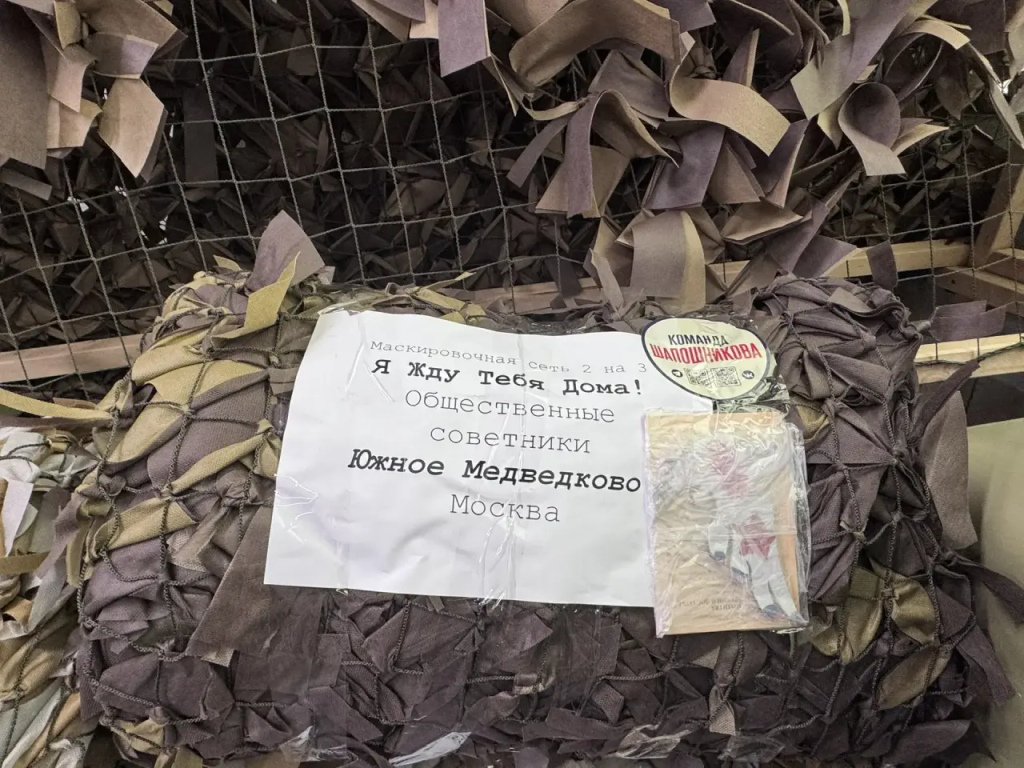 Маскировочная сеть 2 на 3
Я Жду Тебя Дома!
Общественные
советники
Южное Медведково
Москва
КОМАНДА
ШАПОШНИКОВА